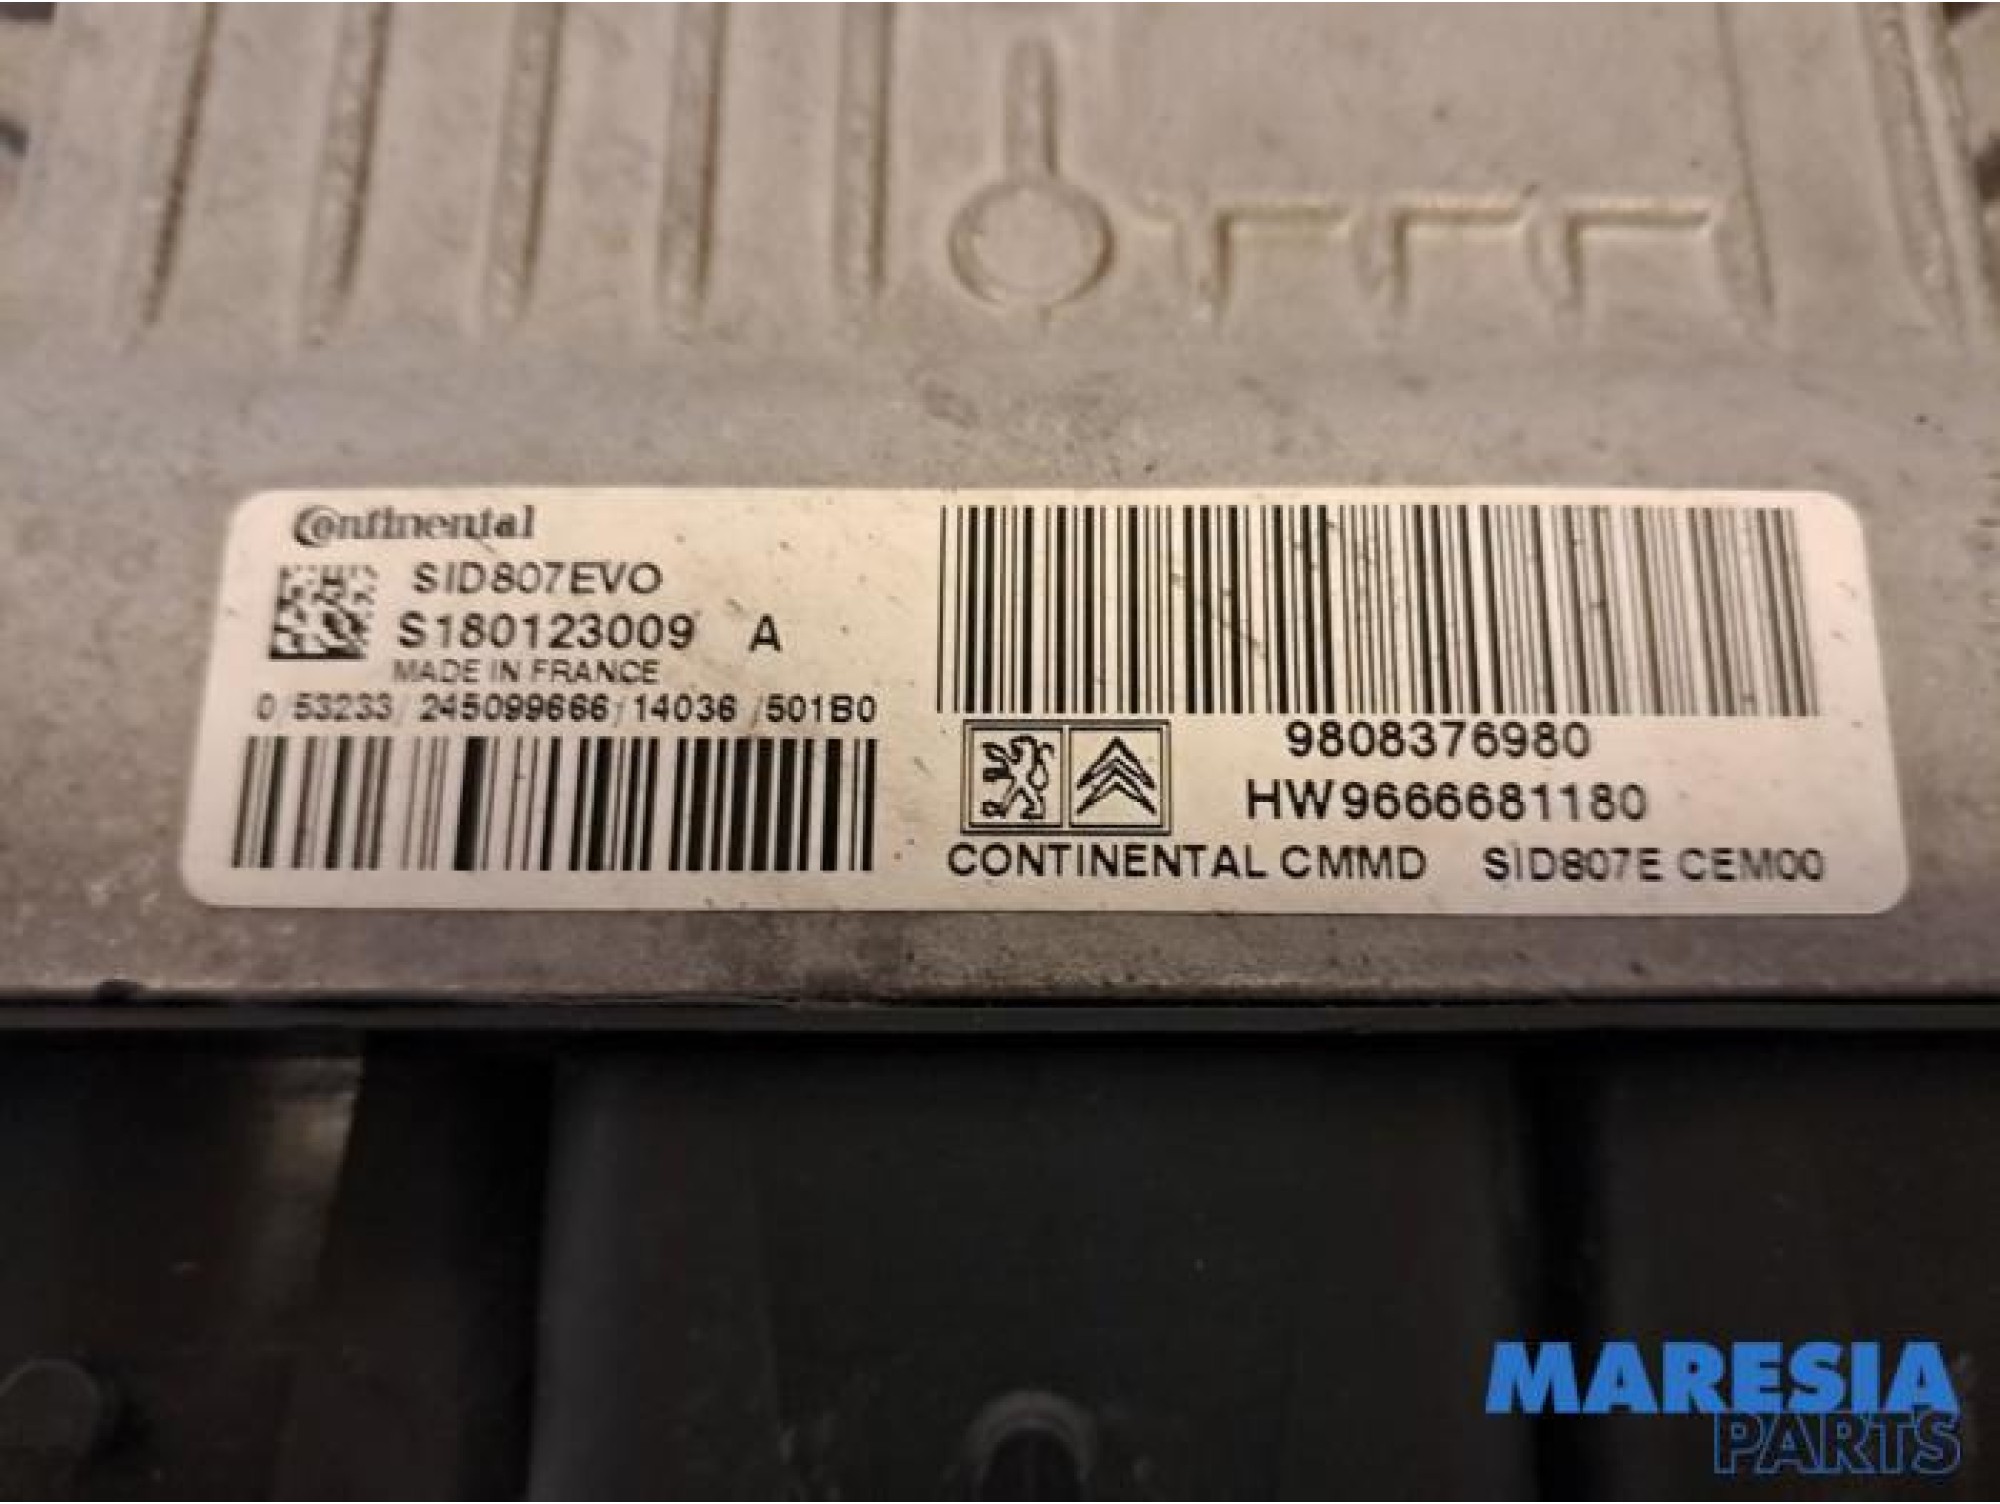 Continental
SID807EVO
S180123009 A
MADE IN FRANCE
0/53233/245099666/14036/501B0
9808376980
HW9666681180
CONTINENTAL CMMD SID807E CEM00
MARESIA
PARTS